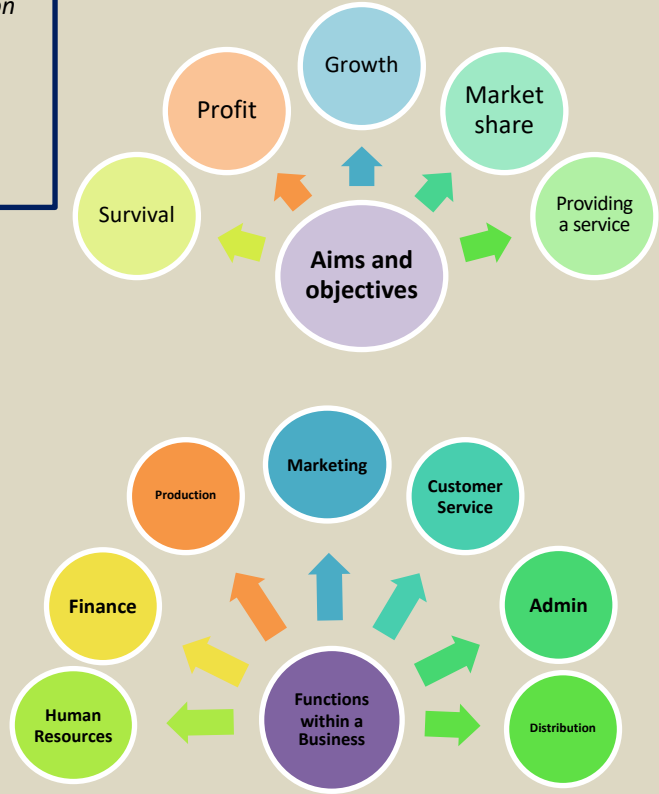 Growth
Profit
Market
share
Survival
Providing
a service
Aims and
objectives
Marketing
Production
Customer
Service
Finance
Admin
Human
Resources
Functions
within a
Business
Distribution